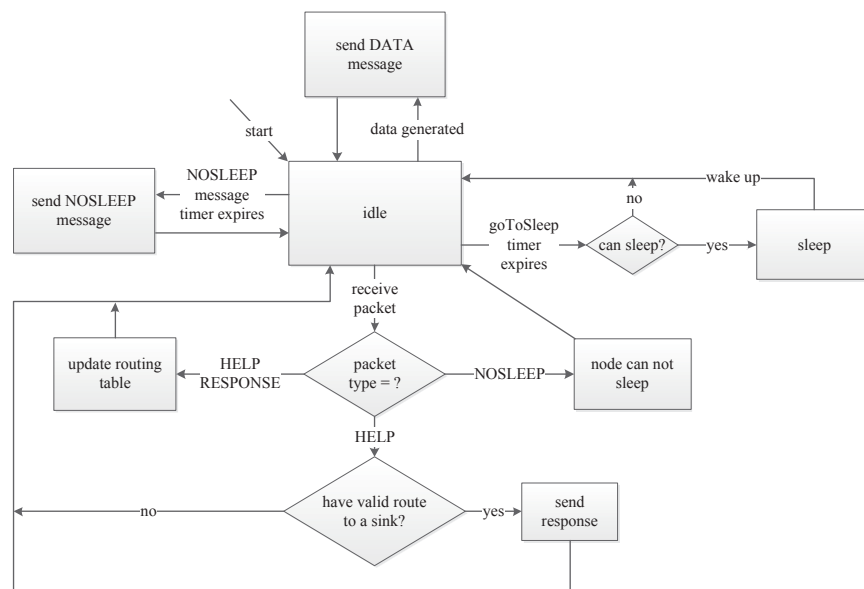 send DATA
message
start
data generated
NOSLEEP
message
timer expires
send NOSLEEP
message
idle
wake up
no
goToSleep
timer
expires
can sleep?
yes
sleep
receive
packet
update routing
table
HELP
RESPONSE
packet
type = ?
NOSLEEP
node can not
sleep
HELP
no
have valid route
to a sink?
yes
send
response